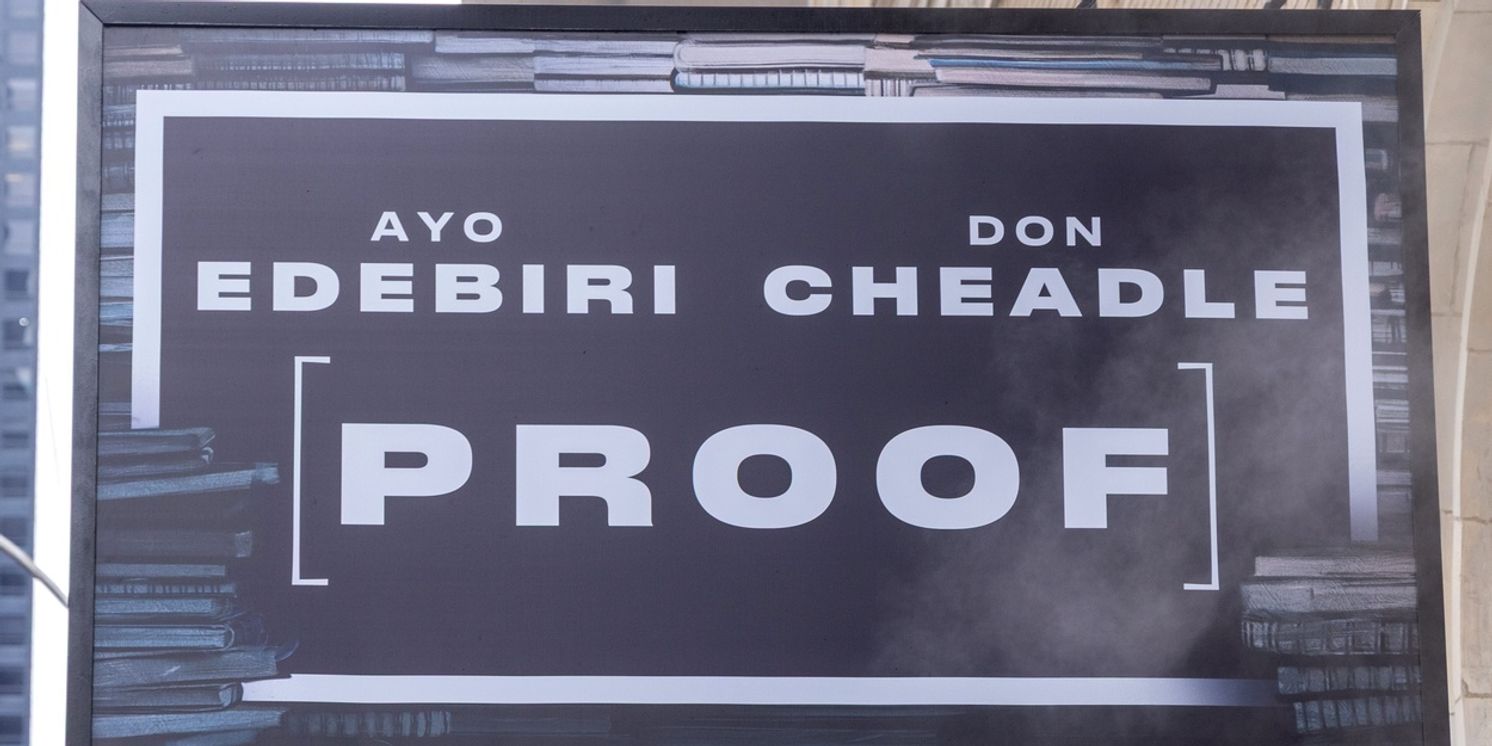 AYO
EDEBIRI
DON
CHEADLE
[PROOF]